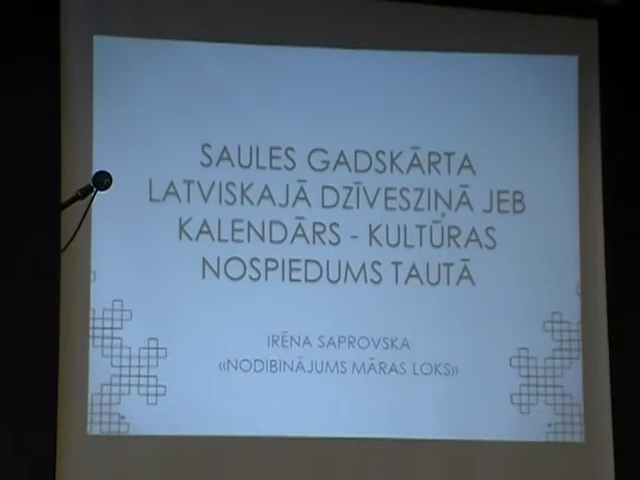 SAULES GADSKĀRTA
LATVISKAJĀ DZĪVESZIŅĀ JEB
KALENDĀRS - KULTŪRAS
NOSPIEDUMS TAUTĀ
IRĒNA SAPROVSKA
«NODIBINĀJUMS MĀRAS LOKS»